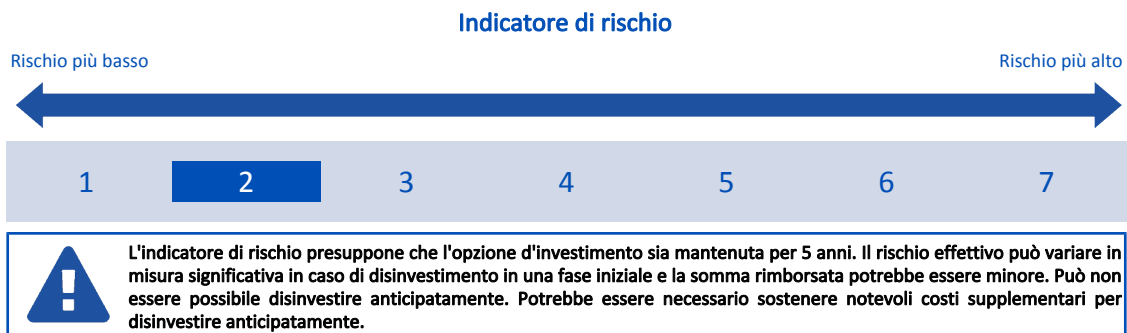 Indicatore di rischio
Rischio più basso
Rischio più alto
1 2 3 4 5 6 7
L'indicatore di rischio presuppone che l'opzione d'investimento sia mantenuta per 5 anni. Il rischio effettivo può variare in
misura significativa in caso di disinvestimento in una fase iniziale e la somma rimborsata potrebbe essere minore. Può non
essere possibile disinvestire anticipatamente. Potrebbe essere necessario sostenere notevoli costi supplementari per
disinvestire anticipatamente.